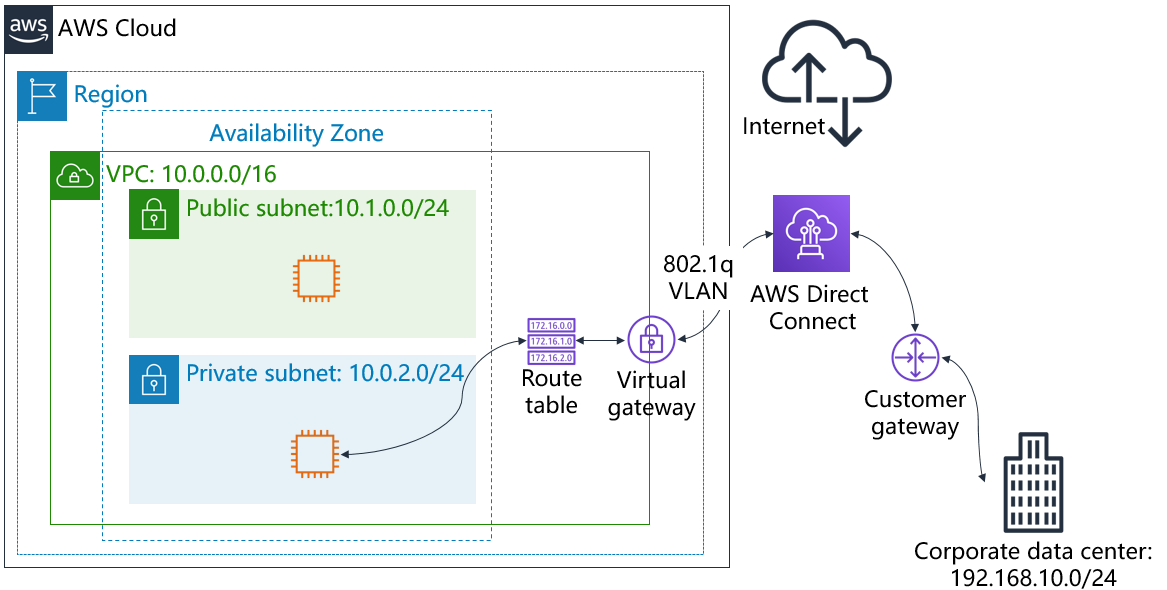 aws
AWS Cloud
Region
Availability Zone
VPC: 10.0.0.0/16
Public subnet:10.1.0.0/24
Private subnet: 10.0.2.0/24
172.16.0.0
172.16.1.0
172.16.2.0
Route
table
Virtual
gateway
802.1q
VLAN
Internet
AWS Direct
Connect
Customer
gateway
Corporate data center:
192.168.10.0/24